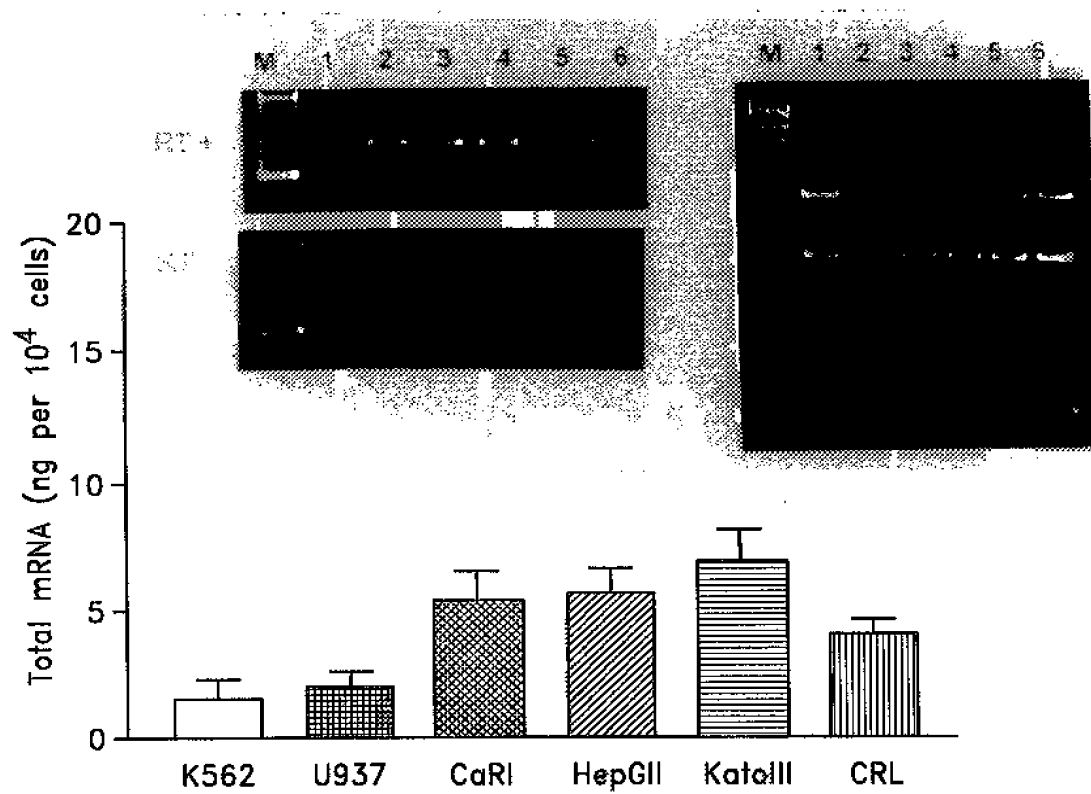 M 1 2 3 4 5 6
M 1 2 3 4 5 6
RT+
Total mRNA (ng per 10⁴ cells)
20
15
10
5
0
K562 U937 CaRI HepGII KatoIII CRL